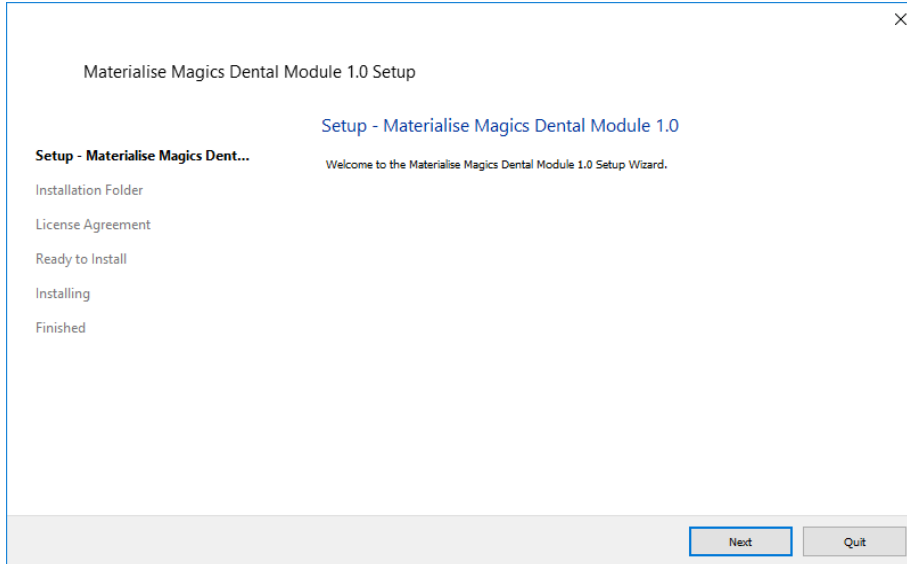 Materialise Magics Dental Module 1.0 Setup
Setup - Materialise Magics Dental Module 1.0
Setup - Materialise Magics Dent...
Welcome to the Materialise Magics Dental Module 1.0 Setup Wizard.
Installation Folder
License Agreement
Ready to Install
Installing
Finished
Next
Quit